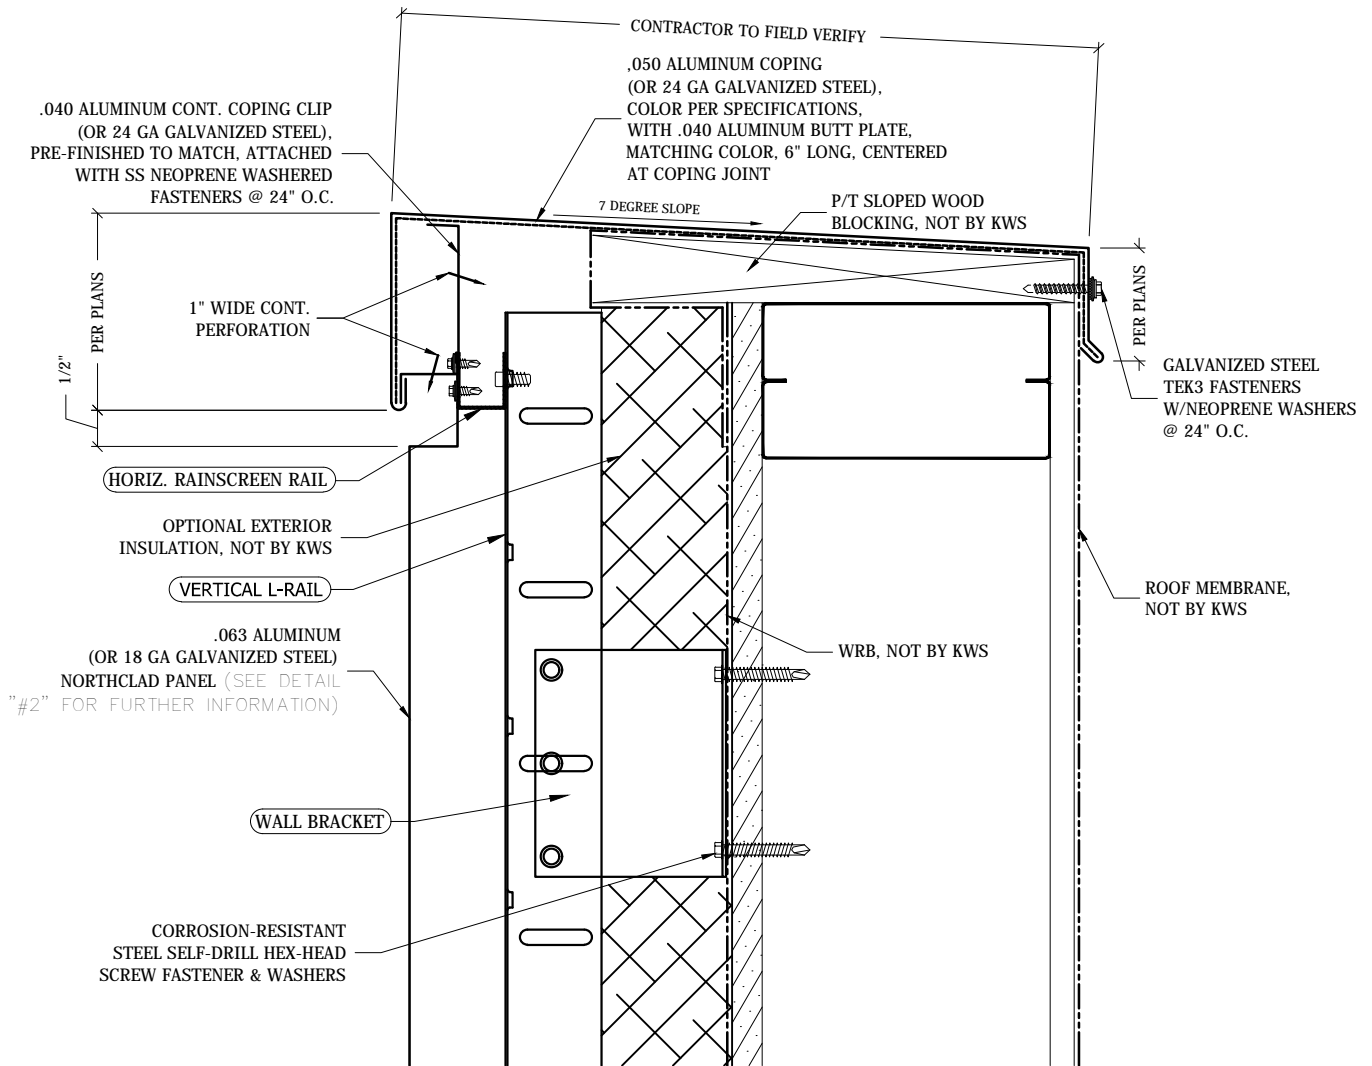 CONTRACTOR TO FIELD VERIFY
,050 ALUMINUM COPING
(OR 24 GA GALVANIZED STEEL),
COLOR PER SPECIFICATIONS,
WITH .040 ALUMINUM BUTT PLATE,
MATCHING COLOR, 6" LONG, CENTERED
AT COPING JOINT
.040 ALUMINUM CONT. COPING CLIP
(OR 24 GA GALVANIZED STEEL),
PRE-FINISHED TO MATCH, ATTACHED
WITH SS NEOPRENE WASHERED
FASTENERS @ 24" O.C.
7 DEGREE SLOPE
P/T SLOPED WOOD
BLOCKING, NOT BY KWS
PER PLANS
1" WIDE CONT.
PERFORATION
1/2"
PER PLANS
GALVANIZED STEEL
TEK3 FASTENERS
W/NEOPRENE WASHERS
@ 24" O.C.
HORIZ. RAINSCREEN RAIL
OPTIONAL EXTERIOR
INSULATION, NOT BY KWS
VERTICAL L-RAIL
ROOF MEMBRANE,
NOT BY KWS
.063 ALUMINUM
(OR 18 GA GALVANIZED STEEL)
NORTHCLAD PANEL (SEE DETAIL
"#2" FOR FURTHER INFORMATION)
WRB, NOT BY KWS
WALL BRACKET
CORROSION-RESISTANT
STEEL SELF-DRILL HEX-HEAD
SCREW FASTENER & WASHERS